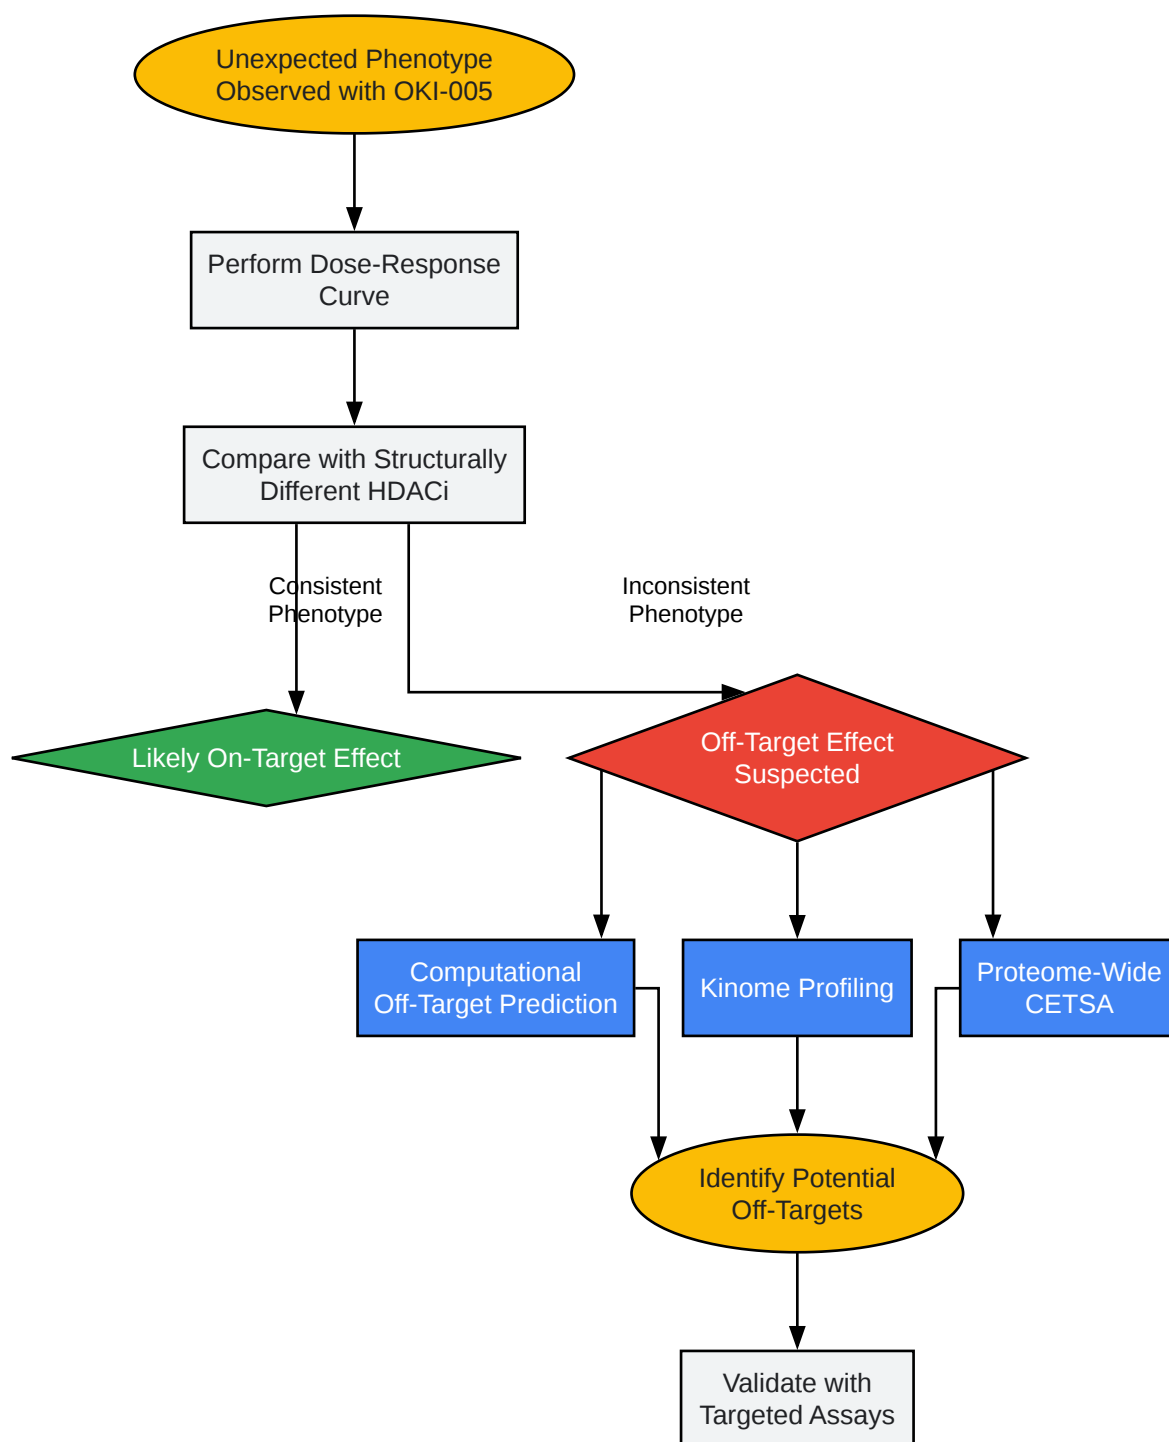 Unexpected Phenotype
Observed with OKI-005
Perform Dose-Response
Curve
Compare with Structurally
Different HDACi
Consistent
Phenotype
Inconsistent
Phenotype
Likely On-Target Effect
Off-Target Effect
Suspected
Computational
Off-Target Prediction
Kinome Profiling
Proteome-Wide
CETSA
Identify Potential
Off-Targets
Validate with
Targeted Assays